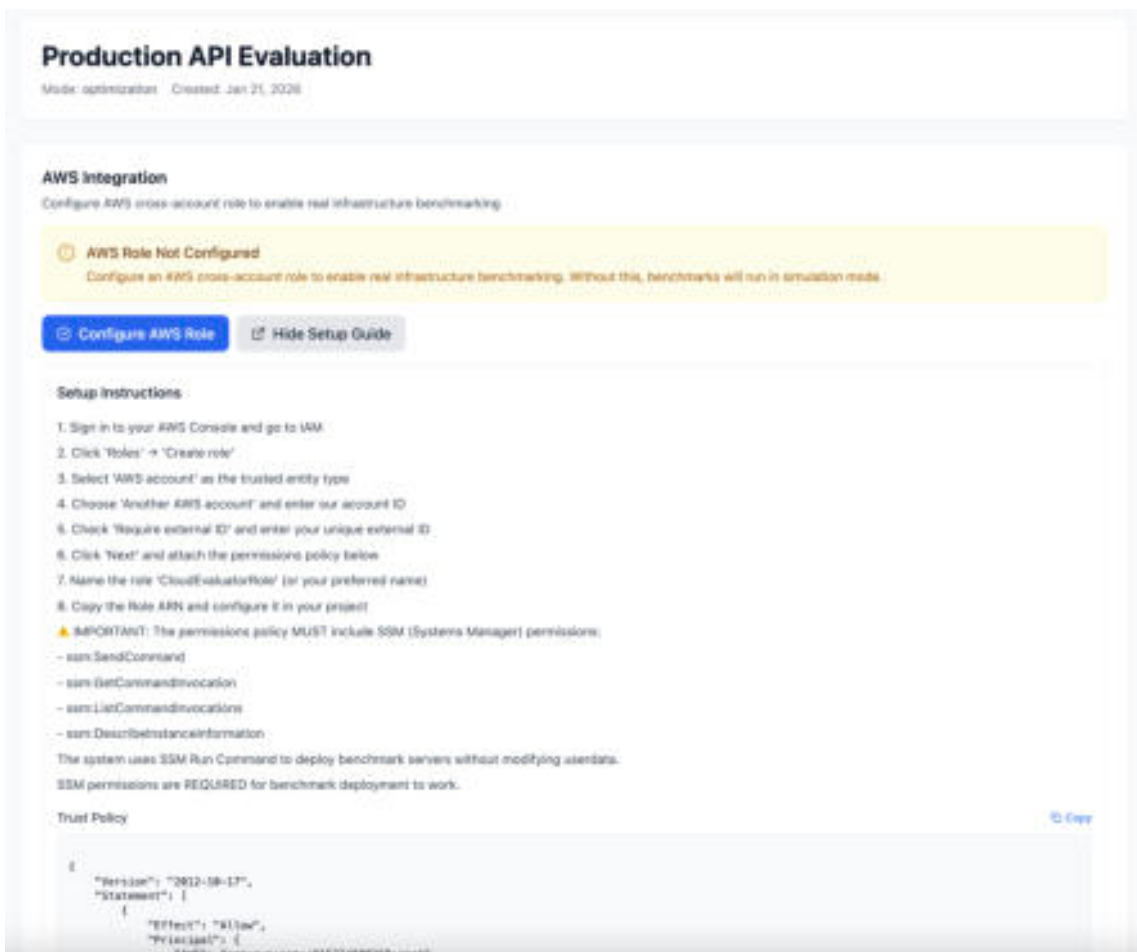 Production API Evaluation
Mode: optimization Created: Jan 21, 2026
AWS Integration
Configure AWS cross-account role to enable real infrastructure benchmarking
AWS Role Not Configured
Configure an AWS cross-account role to enable real infrastructure benchmarking. Without this, benchmarks will run in simulation mode.
Configure AWS Role Hide Setup Guide
Setup Instructions
1. Sign in to your AWS Console and go to IAM
2. Click 'Roles' → 'Create role'
3. Select 'AWS account' as the trusted entity type
4. Choose 'Another AWS account' and enter our account ID
5. Check 'Require external ID' and enter your unique external ID
6. Click 'Next' and attach the permissions policy below
7. Name the role 'CloudEvaluatorRole' (or your preferred name)
8. Copy the Role ARN and configure it in your project
⚠ IMPORTANT: The permissions policy MUST include SSM (Systems Manager) permissions:
- ssm:SendCommand
- ssm:GetCommandInvocation
- ssm:ListCommandInvocations
- ssm:DescribeInstanceInformation
The system uses SSM Run Command to deploy benchmark servers without modifying userdata.
SSM permissions are REQUIRED for benchmark deployment to work.
Trust Policy Copy
{
"Version": "2012-10-17",
"Statement": [
{
"Effect": "Allow",
"Principal": {